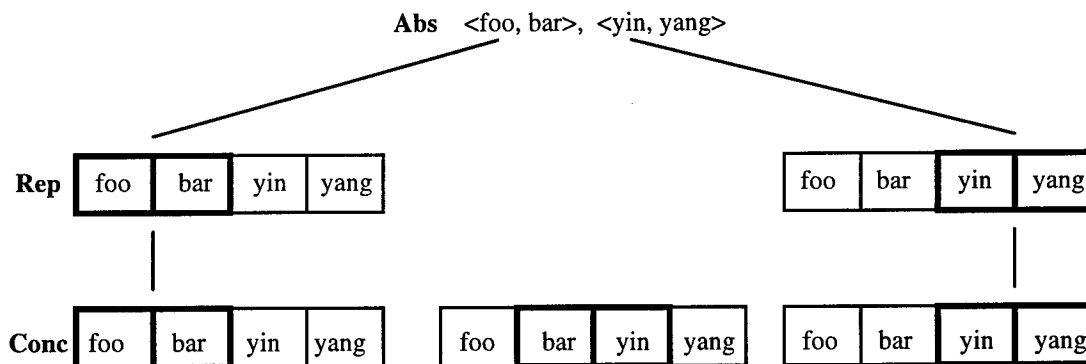 Abs <foo, bar>, <yin, yang>
Rep foo bar yin yang foo bar yin yang
Conc foo bar yin yang foo bar yin yang foo bar yin yang